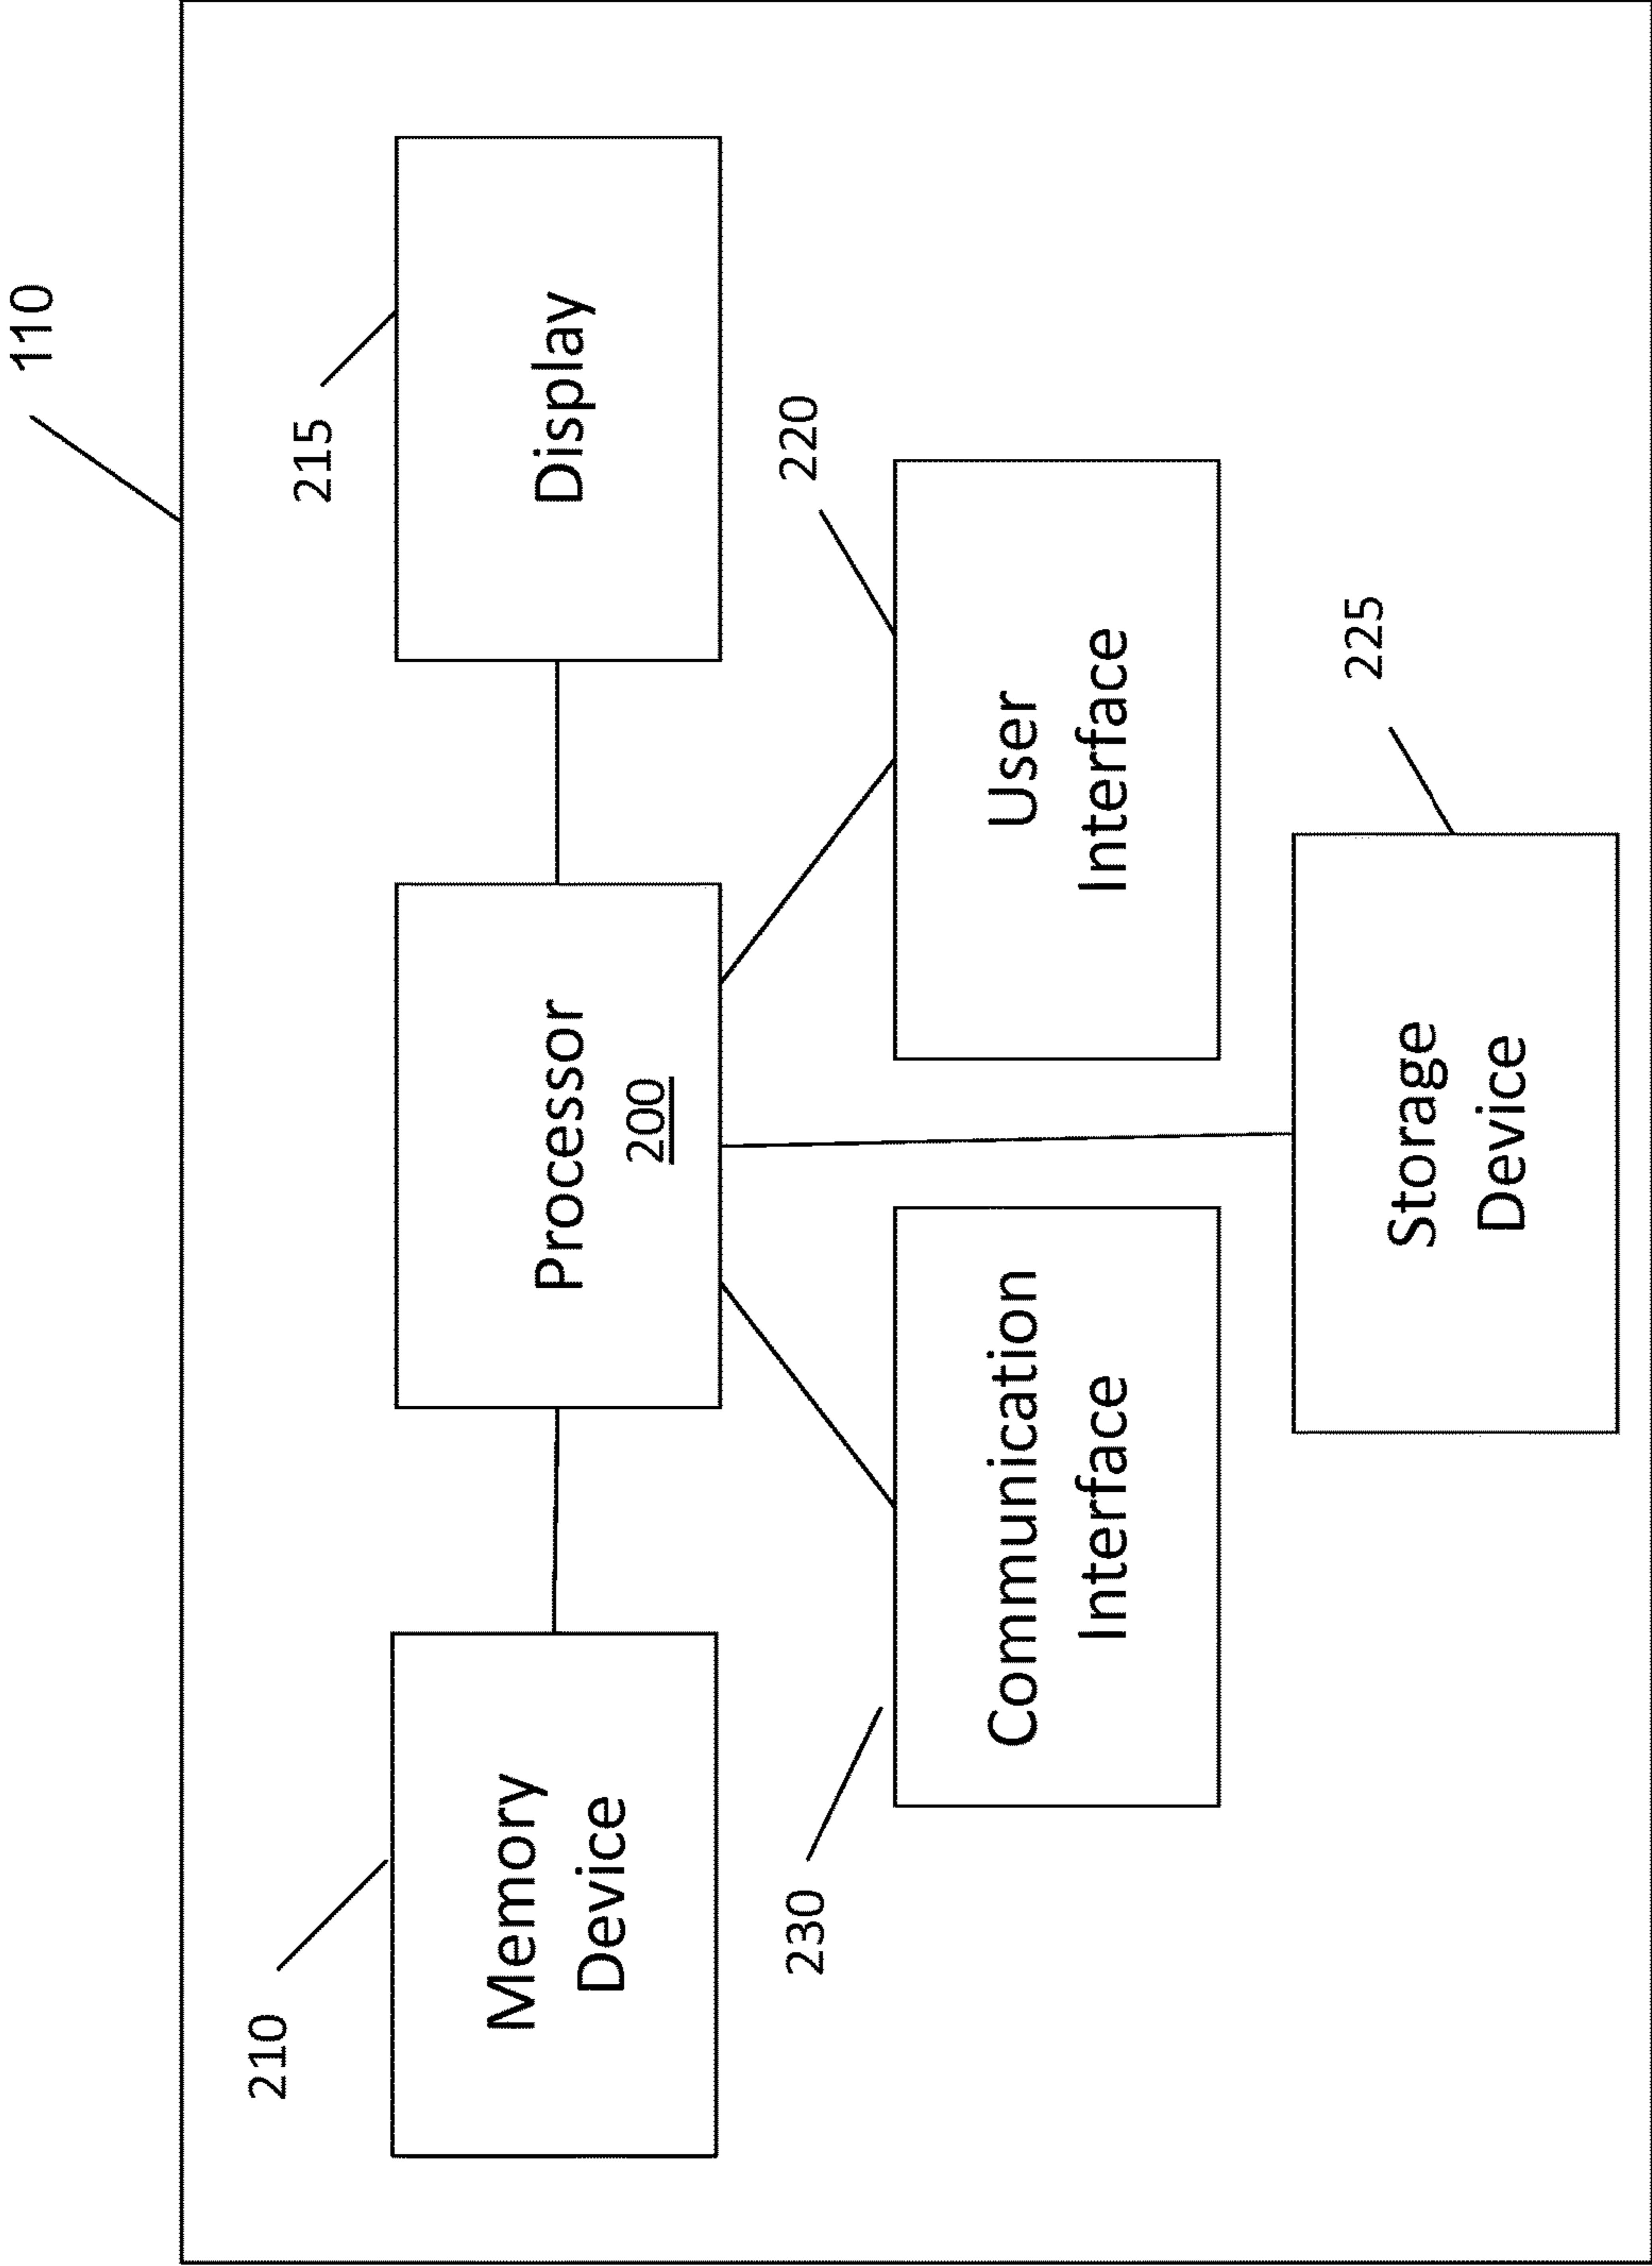 110
210
Memory
Device
Processor
200
215
Display
230
Communication
Interface
220
User
Interface
225
Storage
Device